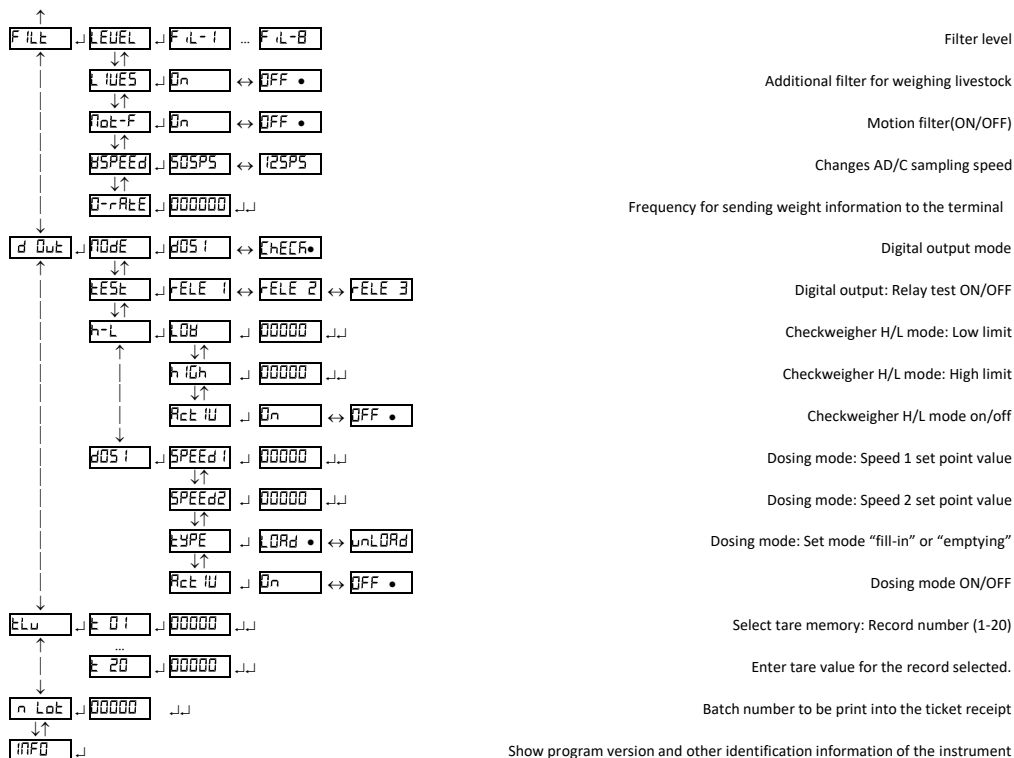 ↑
FILt ↵ LEVEL ↵ FiL-1 ... FiL-8 Filter level
↑ ↓↑
LIVES ↵ On ↔ OFF • Additional filter for weighing livestock
↓↑
Mot-F ↵ On ↔ OFF • Motion filter(ON/OFF)
↓↑
WSPEEd ↵ 50SPS ↔ 12SPS Changes AD/C sampling speed
↓↑
O-rAtE ↵ 000000 ↵↵ Frequency for sending weight information to the terminal
↓
d Out ↵ MOdE ↵ dOS1 ↔ ChECK• Digital output mode
↑ ↓↑
tESt ↵ rELE 1 ↔ rELE 2 ↔ rELE 3 Digital output: Relay test ON/OFF
↓↑
h-L ↵ LOW ↵ 00000 ↵↵ Checkweigher H/L mode: Low limit
↑ ↓↑
hIGh ↵ 00000 ↵↵ Checkweigher H/L mode: High limit
↓↑
ActIV ↵ On ↔ OFF • Checkweigher H/L mode on/off
↓
dOS1 ↵ SPEEd1 ↵ 00000 ↵↵ Dosing mode: Speed 1 set point value
↓↑
SPEEd2 ↵ 00000 ↵↵ Dosing mode: Speed 2 set point value
↓↑
tYPE ↵ LOAd • ↔ unLOAd Dosing mode: Set mode “fill-in” or “emptying”
↓↑
ActIV ↵ On ↔ OFF • Dosing mode ON/OFF
↓
tLu ↵ t 01 ↵ 00000 ↵↵ Select tare memory: Record number (1-20)
↑ ...
t 20 ↵ 00000 ↵↵ Enter tare value for the record selected.
↓
n Lot ↵ 00000 ↵↵ Batch number to be print into the ticket receipt
↓↑
INFO ↵ Show program version and other identification information of the instrument